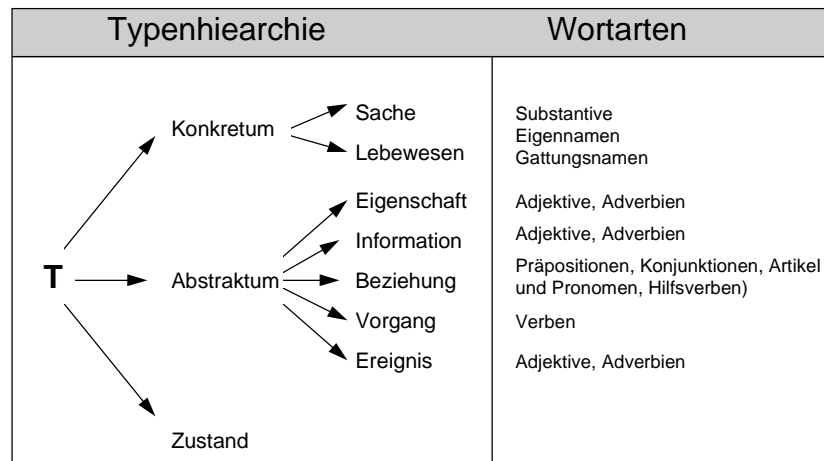 Typenhiearchie Wortarten
Sache Substantive
Konkretum Eigennamen
Lebewesen Gattungsnamen
Eigenschaft Adjektive, Adverbien
Information Adjektive, Adverbien
T Abstraktum Beziehung Präpositionen, Konjunktionen, Artikel
und Pronomen, Hilfsverben)
Vorgang Verben
Ereignis Adjektive, Adverbien
Zustand